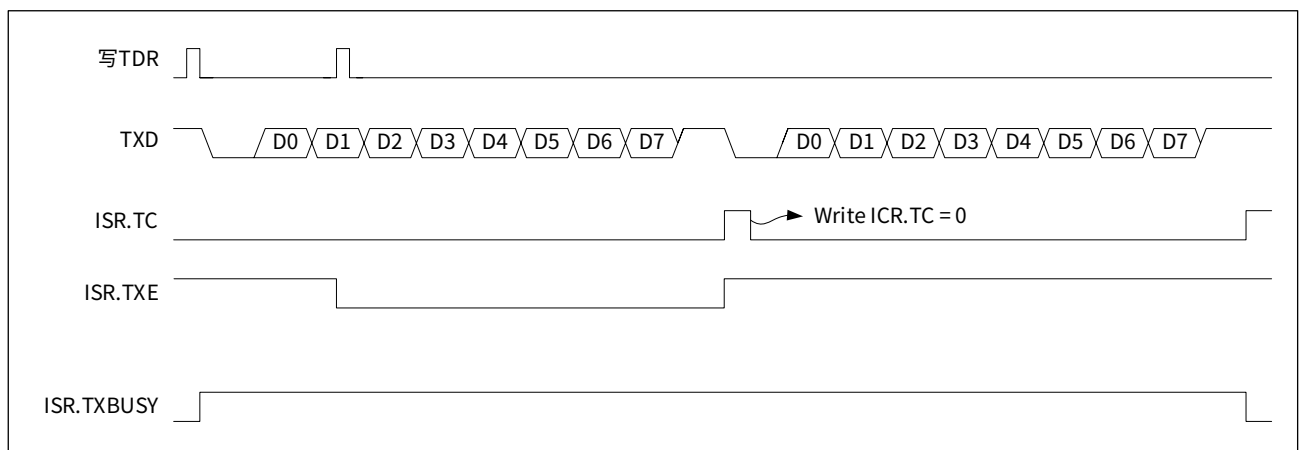 写TDR
TXD D0 D1 D2 D3 D4 D5 D6 D7 D0 D1 D2 D3 D4 D5 D6 D7
ISR.TC Write ICR.TC = 0
ISR.TXE
ISR.TXBUSY